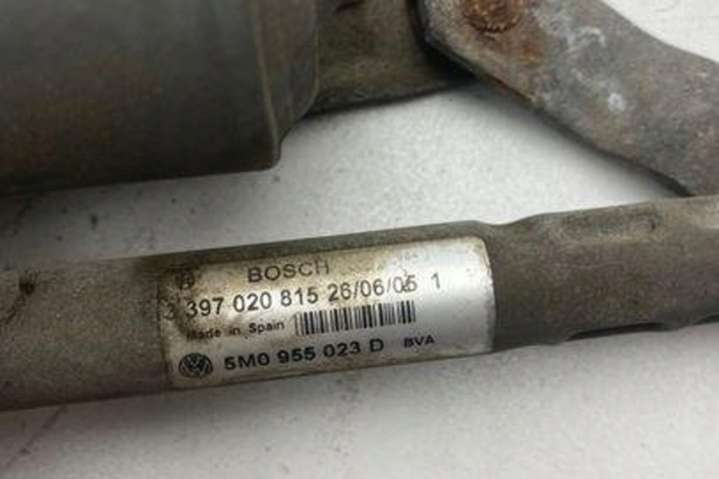 BOSCH
3 397 020 815 26/06/05 1
Made in Spain
5M0 955 023 D BVA